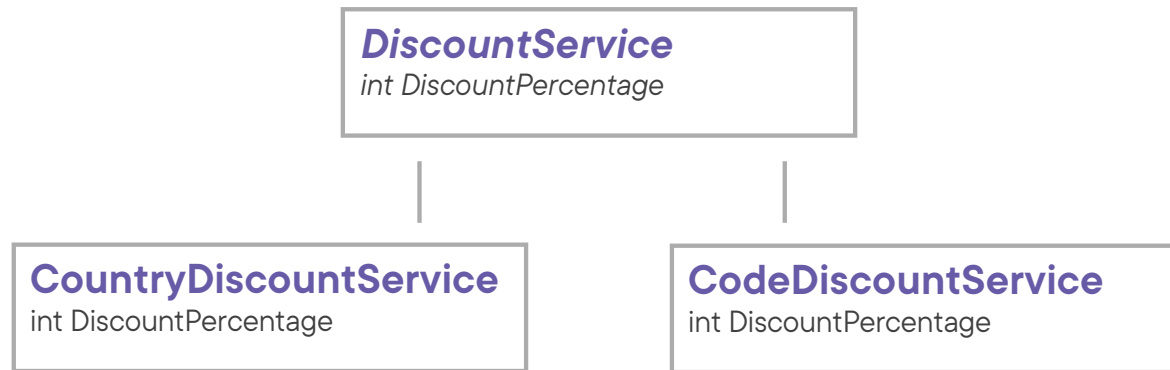 DiscountService
int DiscountPercentage
CountryDiscountService
int DiscountPercentage
CodeDiscountService
int DiscountPercentage